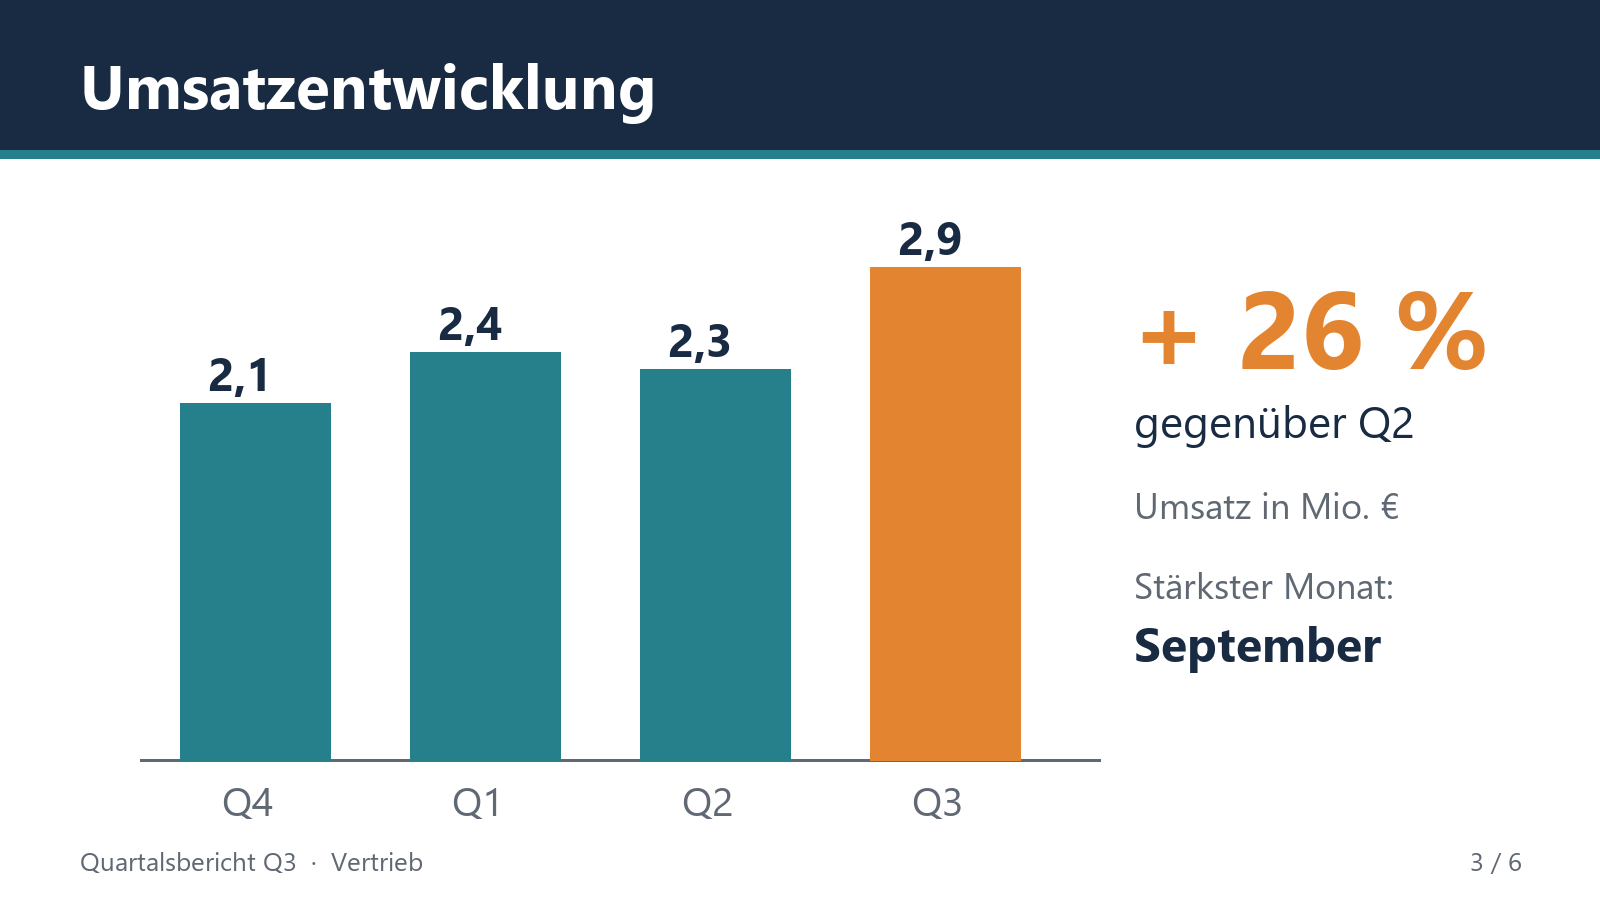 Umsatzentwicklung
2,1
2,4
2,3
2,9
Q4
Q1
Q2
Q3
+ 26 %
gegenüber Q2
Umsatz in Mio. €
Stärkster Monat:
September
Quartalsbericht Q3 · Vertrieb
3 / 6